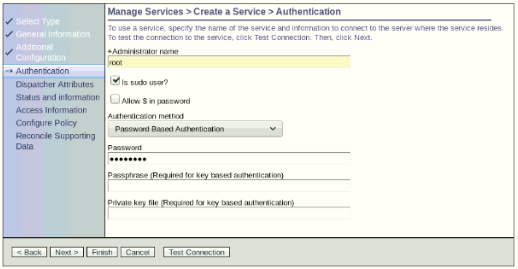 Manage Services > Create a Service > Authentication
Select Type
General Information
Additional
Configuration
Authentication
Dispatcher Attributes
Status and information
Access Information
Configure Policy
Reconcile Supporting
Data
To use a service, specify the name of the service and information to connect to the server where the service resides.
To test the connection to the service, click Test Connection. Then, click Next.
*Administrator name
root
Is sudo user?
Allow $ in password
Authentication method
Password Based Authentication
Password
●●●●●●●●
Passphrase (Required for key based authentication)
Private key file (Required for key based authentication)
< Back Next > Finish Cancel Test Connection